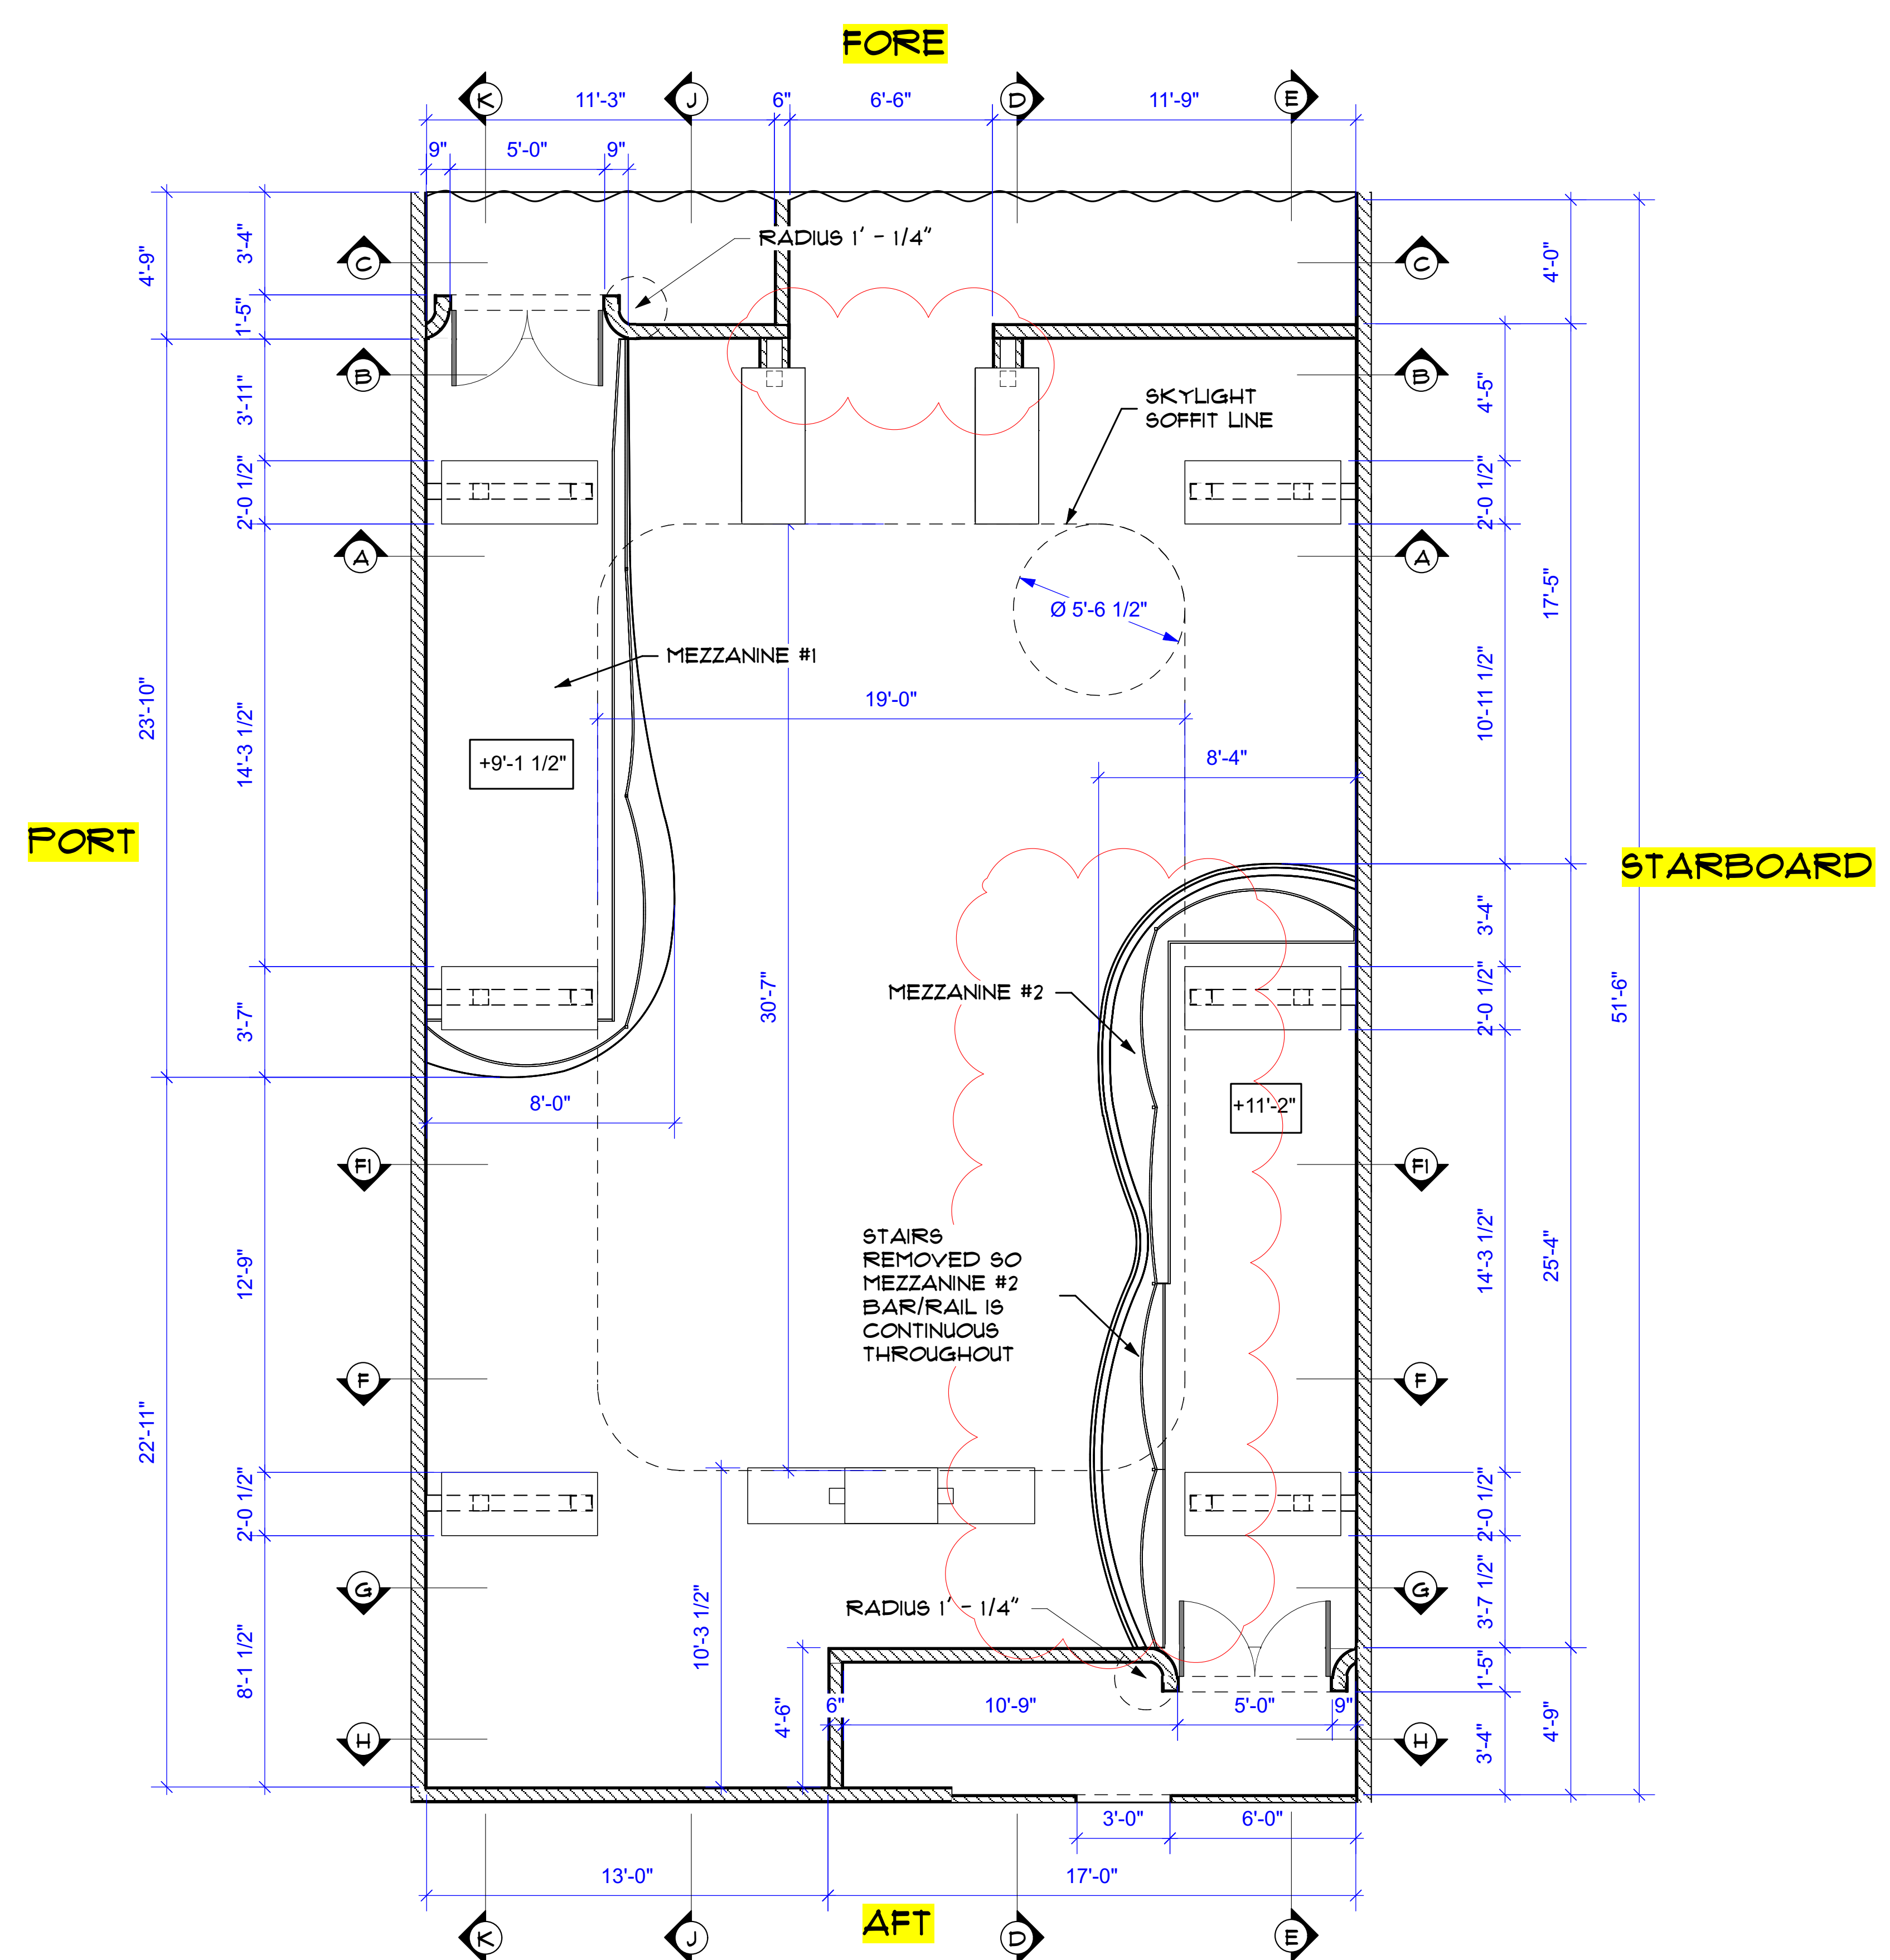 FORE
K
J
D
E
11'-3"
6"
6'-6"
11'-9"
9"
5'-0"
9"
RADIUS 1' - 1/4"
C
C
3'-4"
4'-9"
1'-5"
4'-0"
B
B
3'-11"
4'-5"
SKYLIGHT
SOFFIT LINE
2'-0 1/2"
2'-0 1/2"
A
A
Ø 5'-6 1/2"
17'-5"
MEZZANINE #1
23'-10"
14'-3 1/2"
19'-0"
10'-11 1/2"
+9'-1 1/2"
8'-4"
PORT
STARBOARD
3'-4"
MEZZANINE #2
30'-7"
3'-7"
2'-0 1/2"
51'-6"
8'-0"
+11'-2"
F1
F1
STAIRS
REMOVED SO
MEZZANINE #2
BAR/RAIL IS
CONTINUOUS
THROUGHOUT
12'-9"
14'-3 1/2"
25'-4"
F
F
22'-11"
2'-0 1/2"
2'-0 1/2"
G
G
10'-3 1/2"
RADIUS 1' - 1/4"
3'-7 1/2"
8'-1 1/2"
1'-5"
4'-6"
6"
10'-9"
5'-0"
9"
H
H
3'-4"
4'-9"
3'-0"
6'-0"
13'-0"
17'-0"
AFT
K
J
D
E